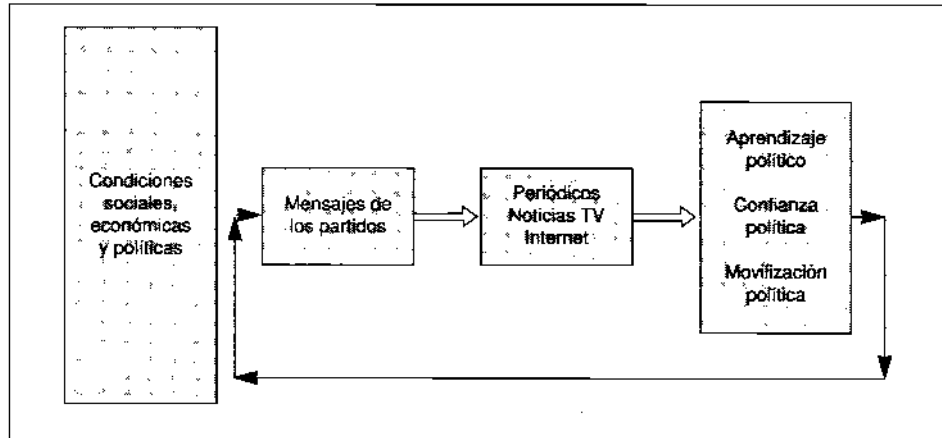 Condiciones
sociales,
económicas
y políticas
Mensajes de
los partidos
Periódicos
Noticias TV
Internet
Aprendizaje
político
Confianza
política
Movilización
política